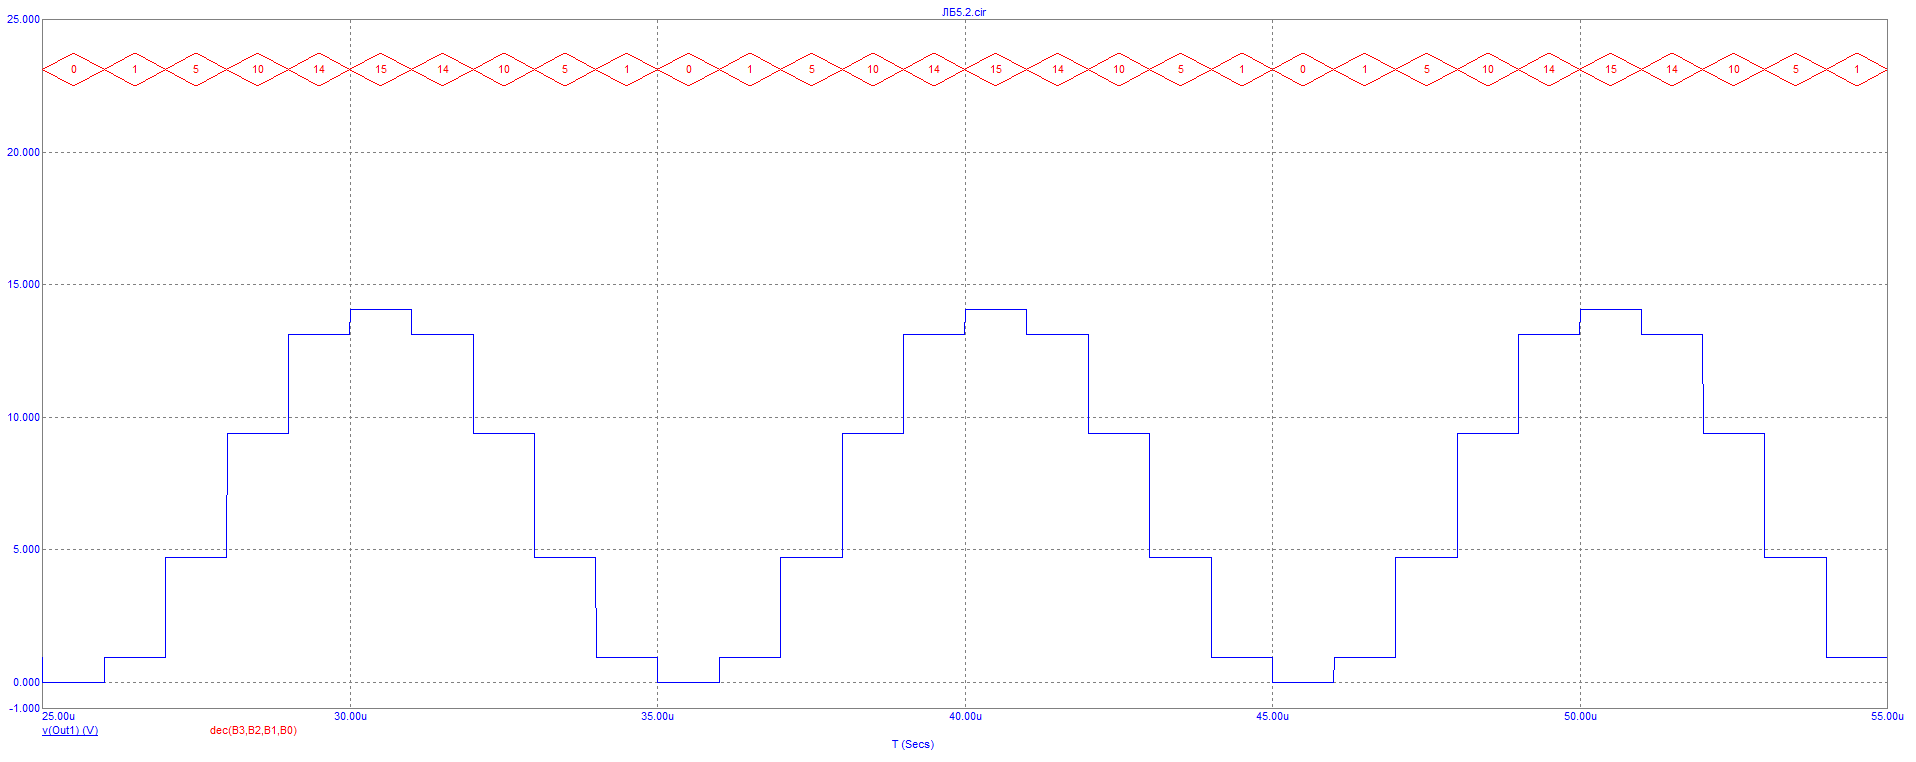 ЛБ5.2.cir
25.000
0 1 5 10 14 15 14 10 5 1 0 1 5 10 14 15 14 10 5 1 0 1 5 10 14 15 14 10 5 1
20.000
15.000
10.000
5.000
0.000
-1.000
25.00u 30.00u 35.00u 40.00u 45.00u 50.00u 55.00u
v(Out1) (V) dec(B3,B2,B1,B0)
T (Secs)